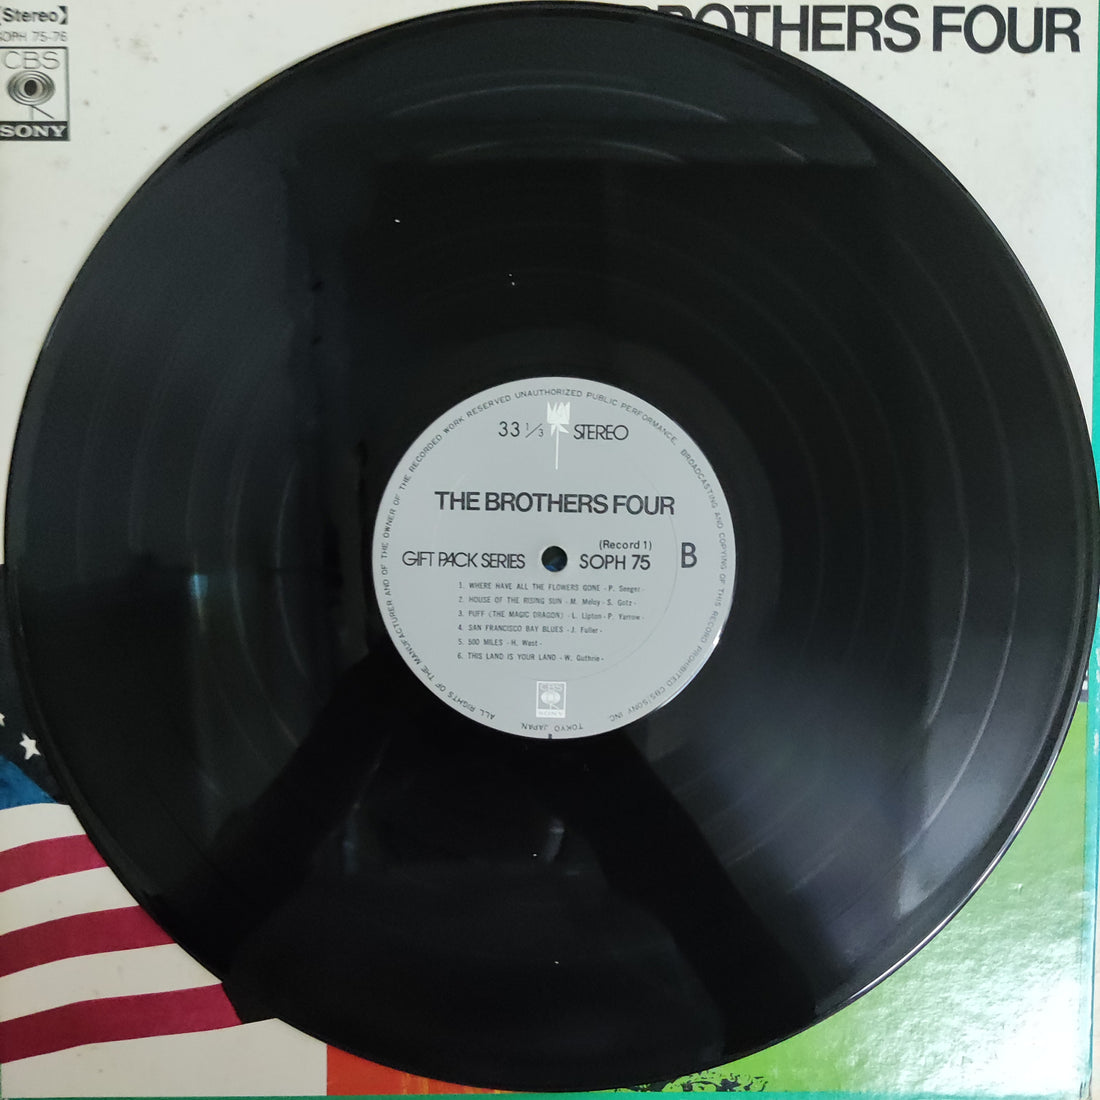 【Stereo】
SOPH 75-76
CBS
SONY
BROTHERS FOUR
ALL RIGHTS OF THE MANUFACTURER AND OF THE OWNER OF THE RECORDED WORK RESERVED UNAUTHORIZED PUBLIC PERFORMANCE, BROADCASTING AND COPYING OF THIS RECORD PROHIBITED CBS/SONY INC. TOKYO JAPAN
33 1/3 STEREO
THE BROTHERS FOUR
(Record 1)
GIFT PACK SERIES SOPH 75 B
1. WHERE HAVE ALL THE FLOWERS GONE - P. Seeger -
2. HOUSE OF THE RISING SUN - M. Meloy - S. Gotz -
3. PUFF (THE MAGIC DRAGON) - L. Lipton - P. Yarrow -
4. SAN FRANCISCO BAY BLUES - J. Fuller -
5. 500 MILES - H. West -
6. THIS LAND IS YOUR LAND - W. Guthrie -
CBS
SONY